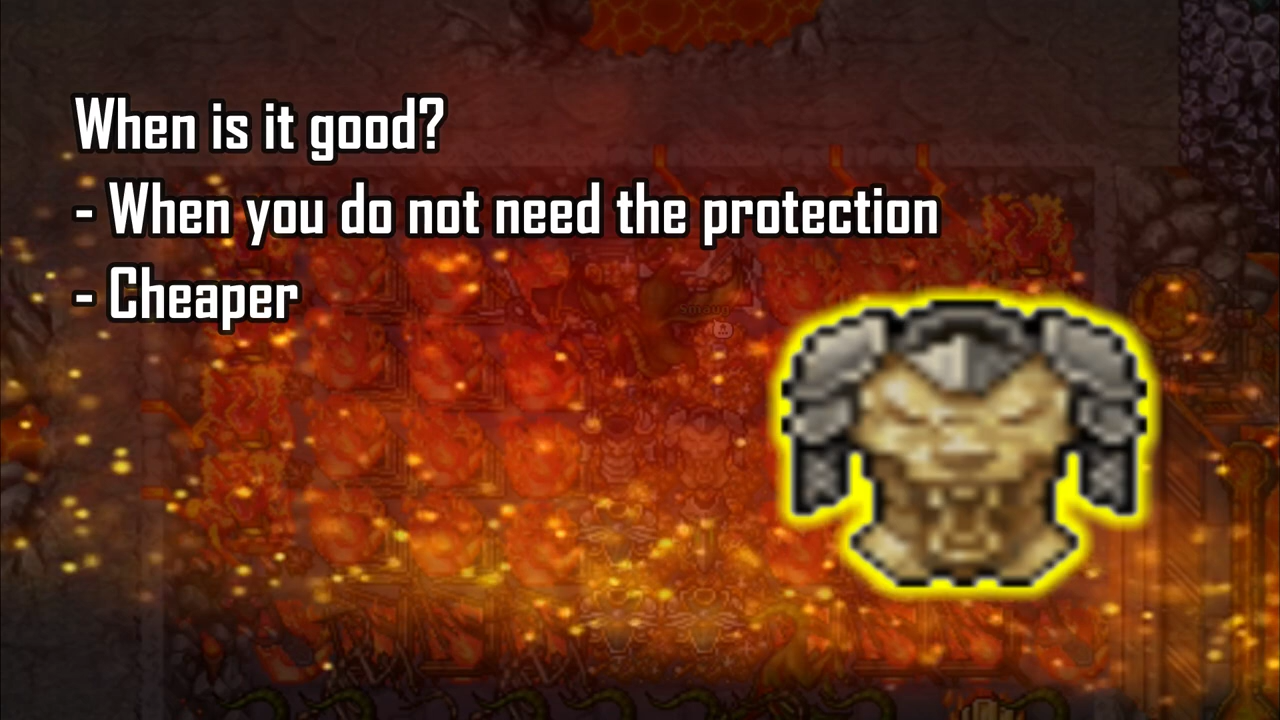 When is it good?
- When you do not need the protection
- Cheaper